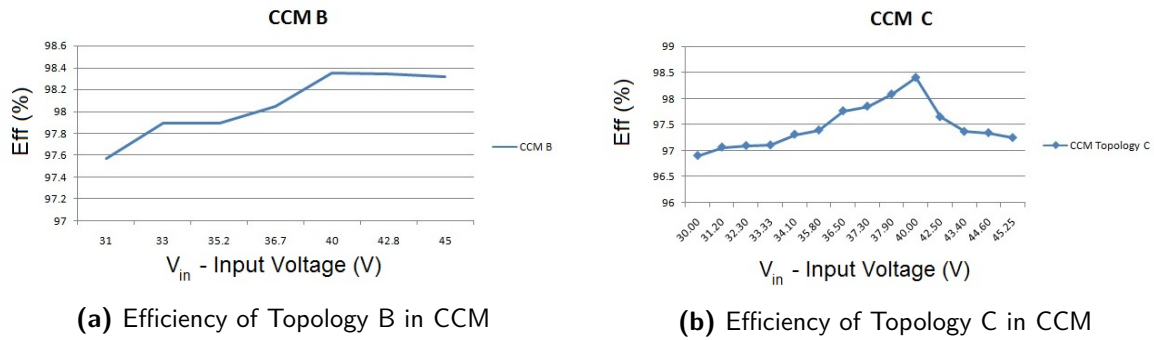 CCM B
98.6
98.4
98.2
98
97.8
97.6
97.4
97.2
97
Eff (%)
31 33 35.2 36.7 40 42.8 45
V_in - Input Voltage (V)
CCM B
(a) Efficiency of Topology B in CCM
CCM C
99
98.5
98
97.5
97
96.5
96
Eff (%)
30.00 31.20 32.30 33.33 34.10 35.80 36.50 37.30 37.90 40.00 42.50 43.40 44.60 45.25
V_in - Input Voltage (V)
CCM Topology C
(b) Efficiency of Topology C in CCM